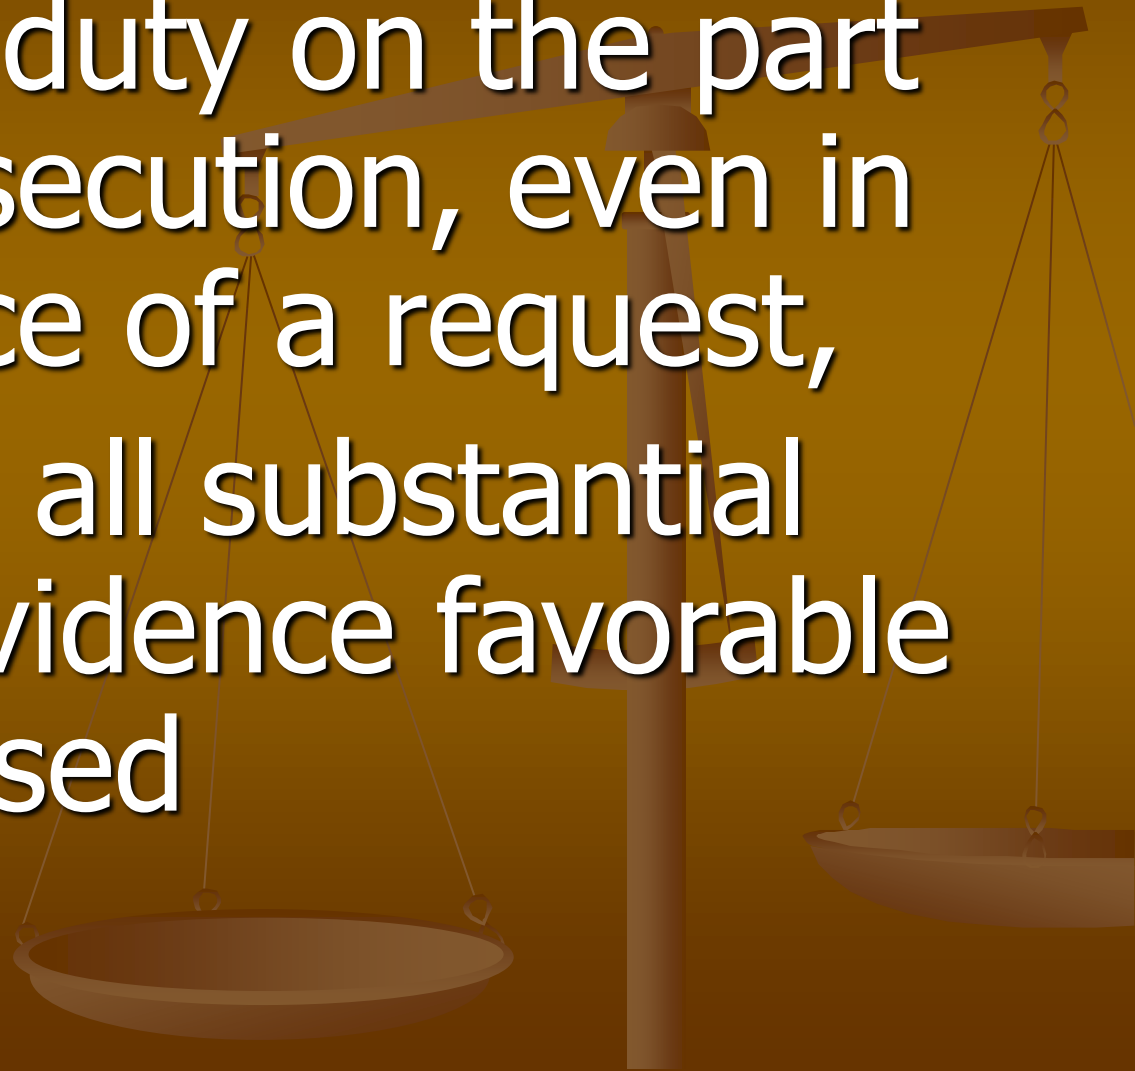 duty on the part
secution, even in
ce of a request,
all substantial
vidence favorable
sed